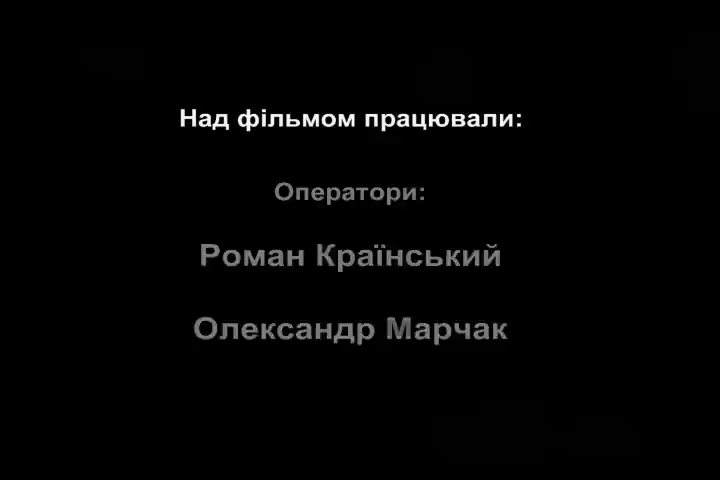 Над фільмом працювали:
Оператори:
Роман Країнський
Олександр Марчак